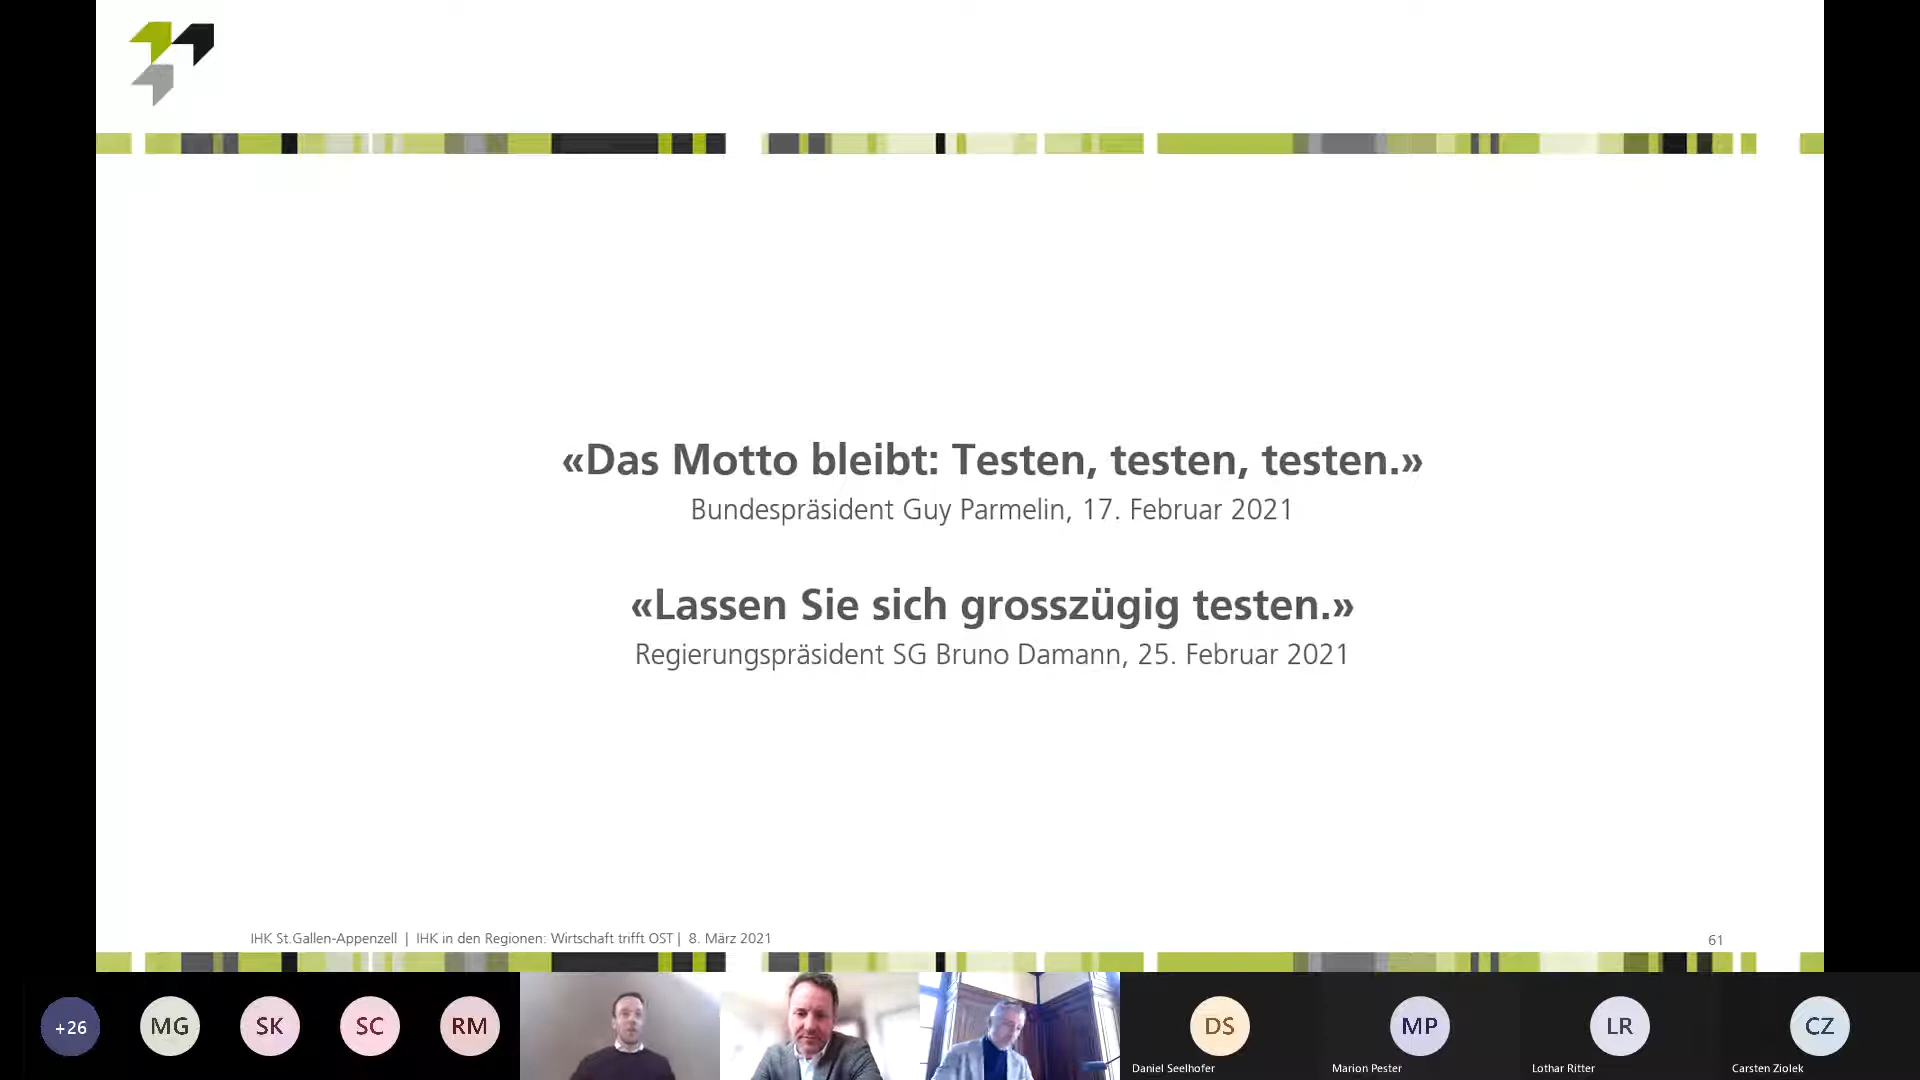 «Das Motto bleibt: Testen, testen, testen.»
Bundespräsident Guy Parmelin, 17. Februar 2021
«Lassen Sie sich grosszügig testen.»
Regierungspräsident SG Bruno Damann, 25. Februar 2021
IHK St.Gallen-Appenzell | IHK in den Regionen: Wirtschaft trifft OST | 8. März 2021
61
+26
MG
SK
SC
RM
DS
MP
LR
CZ
Daniel Seelhofer
Marion Pester
Lothar Ritter
Carsten Ziolek